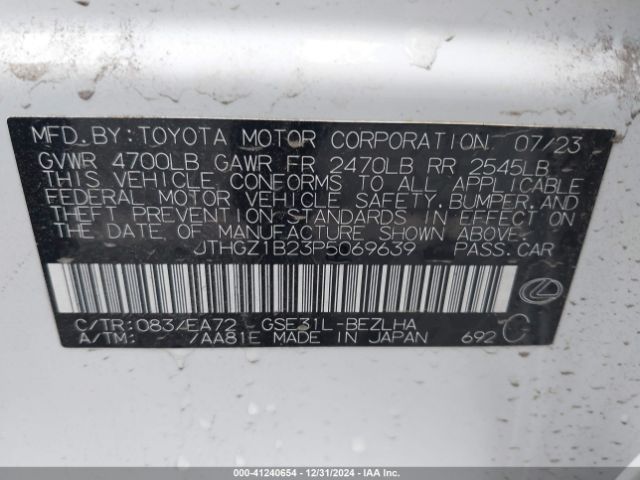 MFD. BY: TOYOTA MOTOR CORPORATION 07/23
GVWR 4700LB GAWR FR 2470LB RR 2545LB
THIS VEHICLE CONFORMS TO ALL APPLICABLE
FEDERAL MOTOR VEHICLE SAFETY, BUMPER, AND
THEFT PREVENTION STANDARDS IN EFFECT ON
THE DATE OF MANUFACTURE SHOWN ABOVE.
JTHGZ1B23P5069639 PASS. CAR
C/TR: 083/EA72 GSE31L-BEZLHA
A/TM: /AA81E MADE IN JAPAN 692 C
000-41240654 - 12/31/2024 - IAA Inc. Copyright